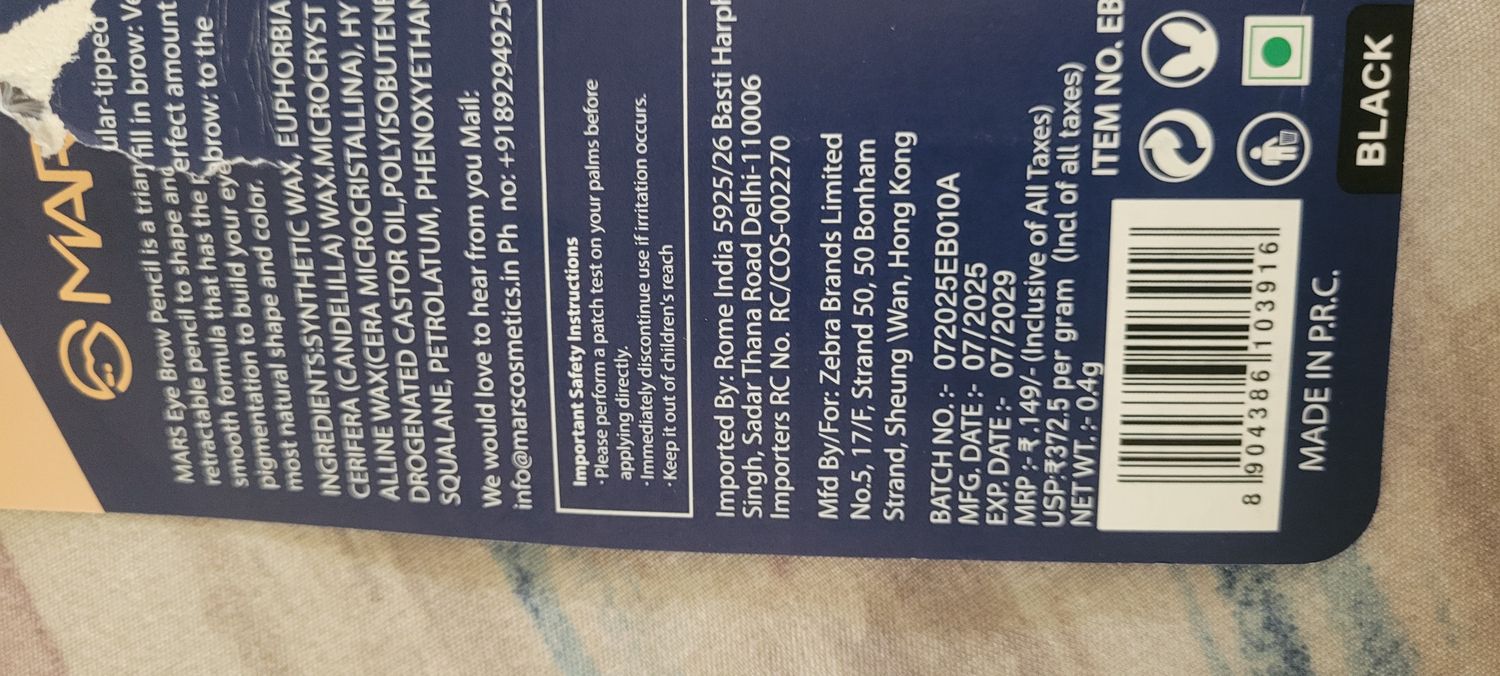 MARS
MARS Eye Brow Pencil is a trian ular-tipped
retractable pencil to shape and fill in brow: Ve
smooth formula that has the perfect amount
pigmentation to build your eyebrow: to the
most natural shape and color.
INGREDIENTS:SYNTHETIC WAX, EUPHORBIA
CERIFERA (CANDELILLA) WAX.MICROCRYST
ALLINE WAX(CERA MICROCRISTALLINA), HY
DROGENATED CASTOR OIL,POLYISOBUTENE
SQUALANE, PETROLATUM, PHENOXYETHAN
We would love to hear from you Mail:
info@marscosmetics.in Ph no: +91892949250
Important Safety Instructions
·Please perform a patch test on your palms before
applying directly.
·Immediately discontinue use if irritation occurs.
·Keep it out of children's reach
Imported By: Rome India 5925/26 Basti Harph
Singh, Sadar Thana Road Delhi-110006
Importers RC No. RC/COS-002270
Mfd By/For: Zebra Brands Limited
No.5, 17/F, Strand 50, 50 Bonham
Strand, Sheung Wan, Hong Kong
BATCH NO. :- 072025EB010A
MFG. DATE :- 07/2025
EXP. DATE :- 07/2029
MRP :-₹.149/- (Inclusive of All Taxes)
USP:₹372.5 per gram (Incl of all taxes)
NET WT. :- 0.4g
ITEM NO. EB
8 904386 103916
MADE IN P.R.C.
BLACK